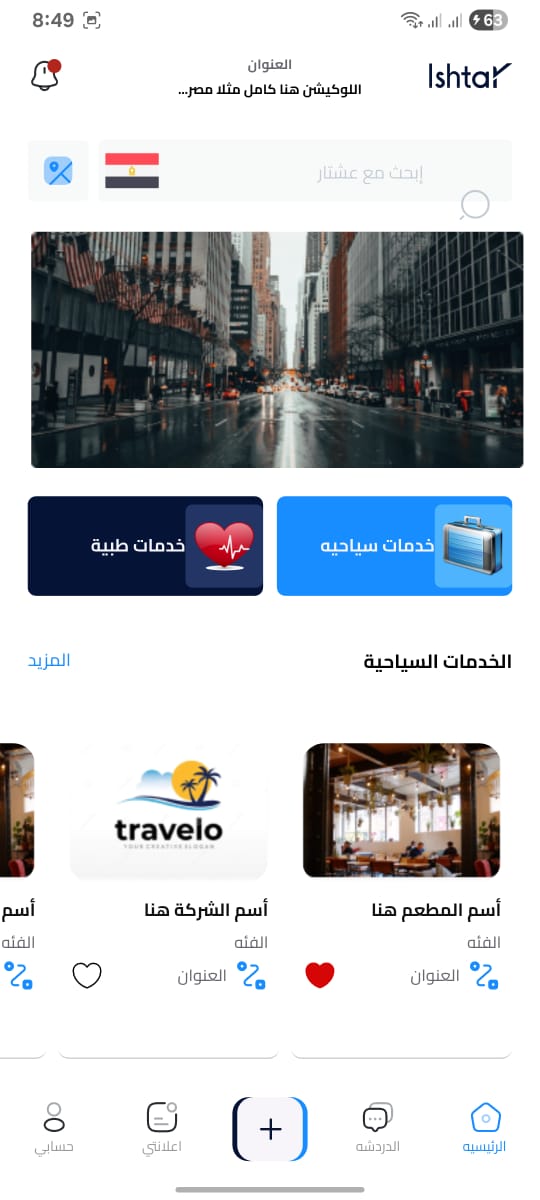 8:49
63
العنوان
اللوكيشن هنا كامل مثلا مصر...
Ishtar
إبحث مع عشتار
خدمات سياحيه
خدمات طبية
الخدمات السياحية
المزيد
travelo
YOUR CREATIVE SLOGAN
أسم المطعم هنا
الفئه
العنوان
أسم الشركة هنا
الفئه
العنوان
أسم
الفئه
الرئيسيه
الدردشه
+
اعلانتي
حسابي